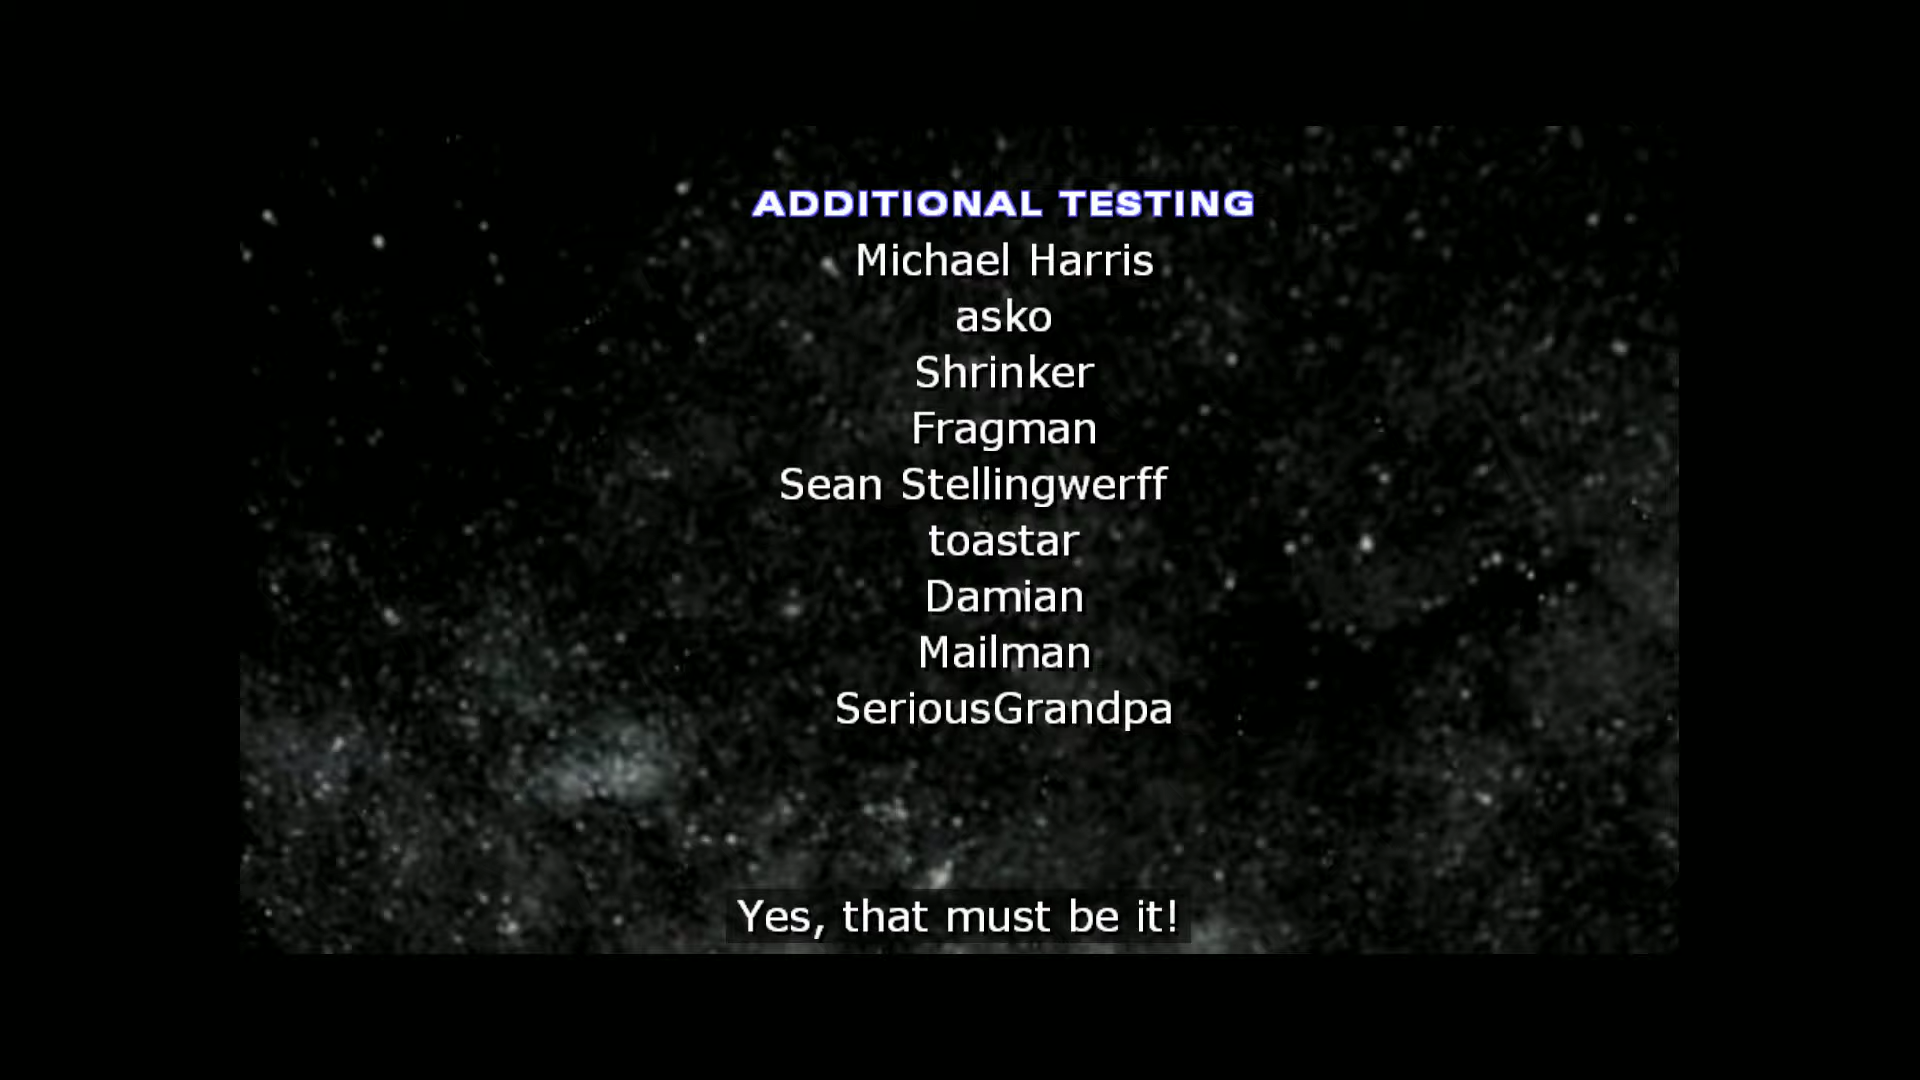 ADDITIONAL TESTING
Michael Harris
asko
Shrinker
Fragman
Sean Stellingwerff
toastar
Damian
Mailman
SeriousGrandpa
Yes, that must be it!